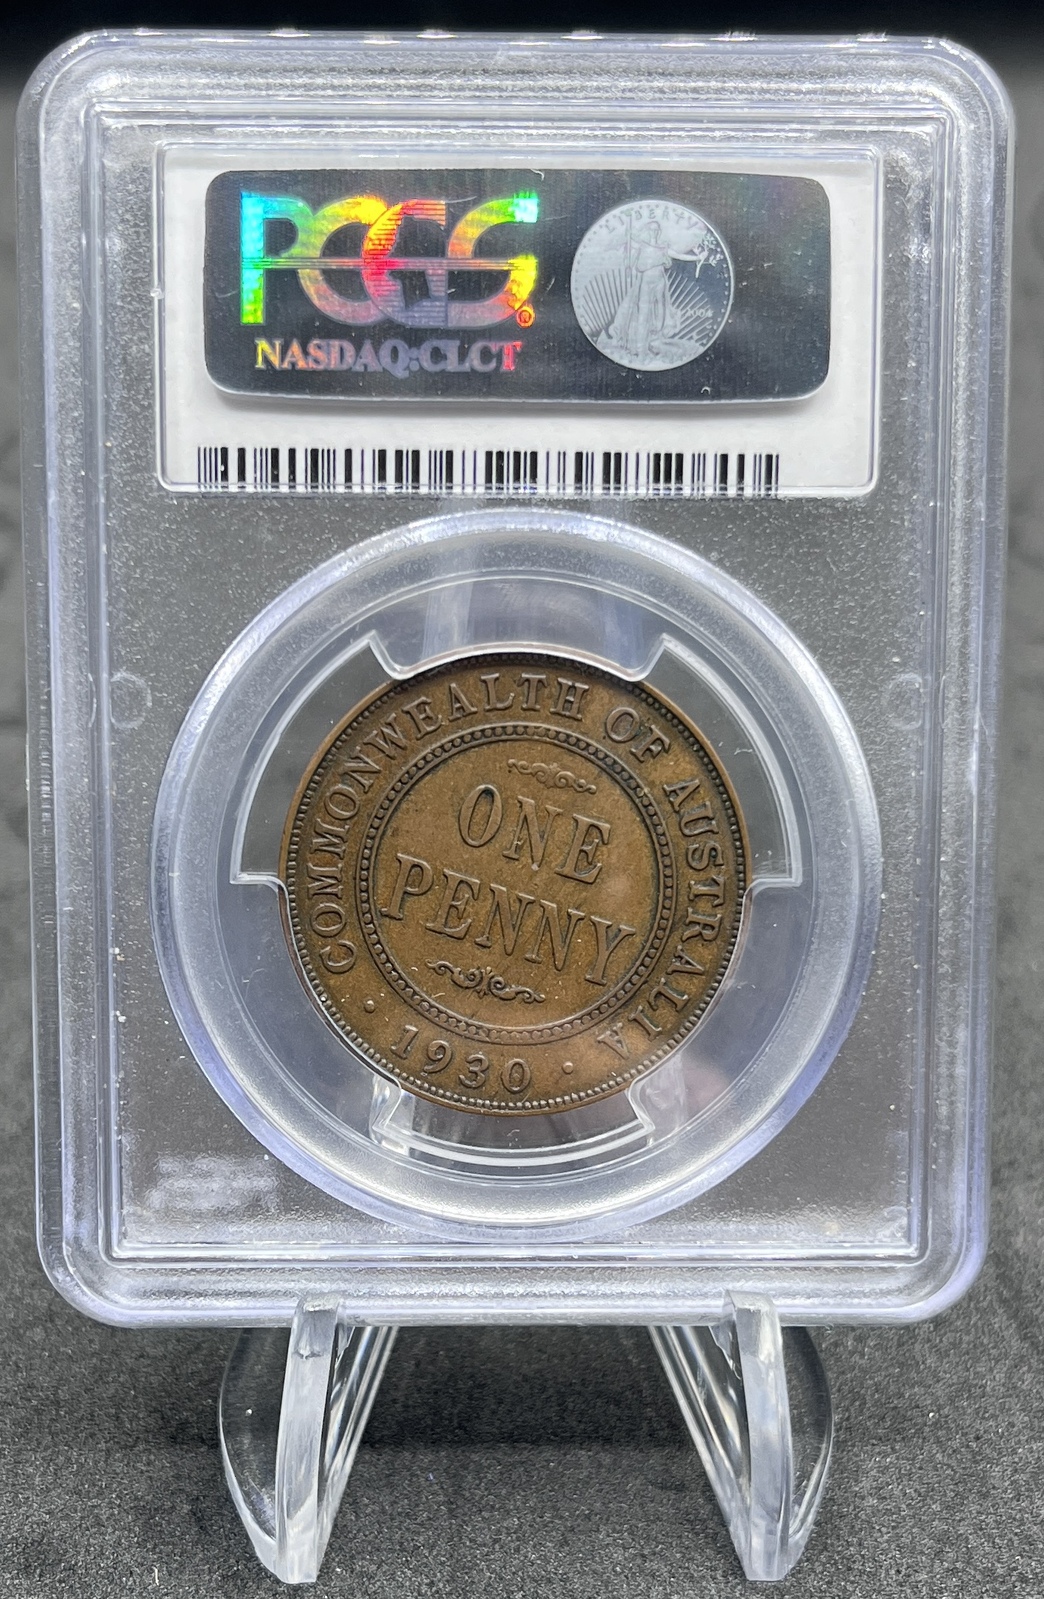 PCGS®
NASDAQ:CLCT
LIBERTY
COMMONWEALTH OF AUSTRALIA
ONE
PENNY
· 1930 ·